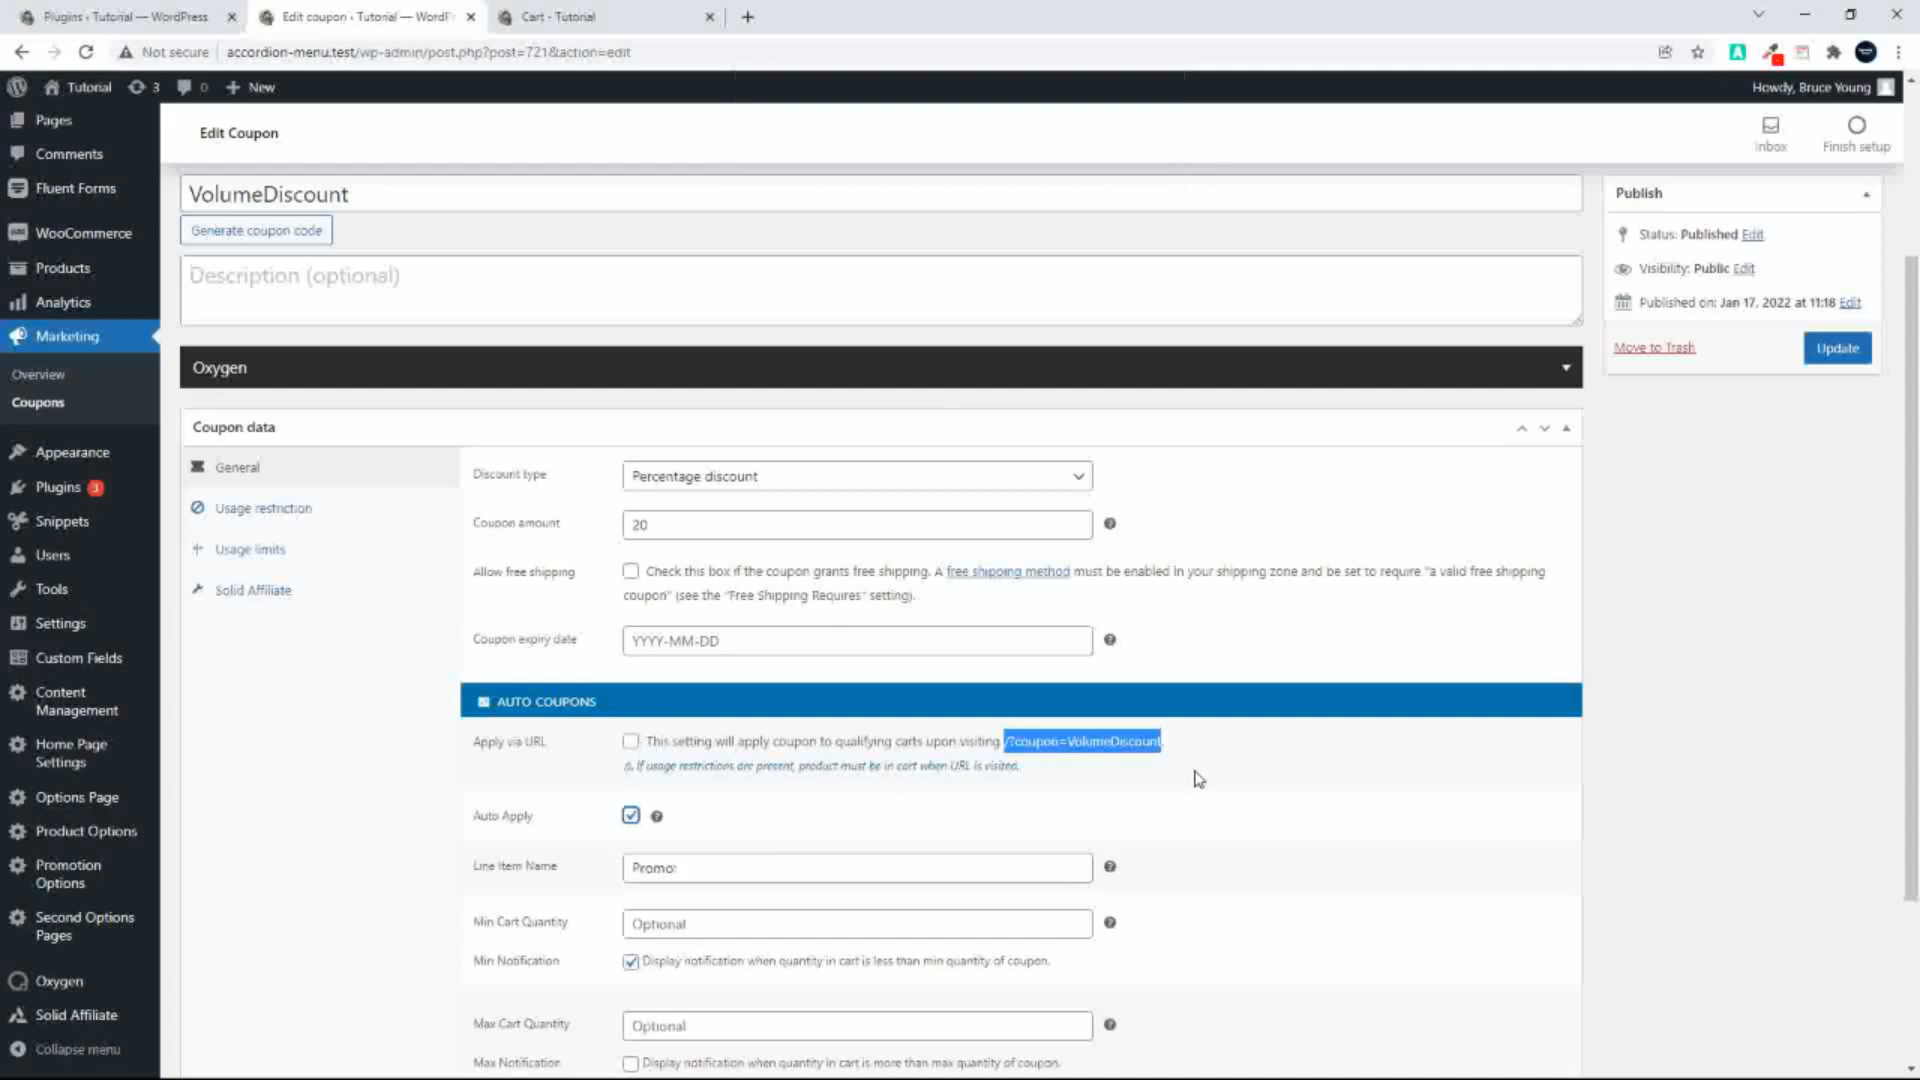 Plugins ‹ Tutorial — WordPress
Edit coupon ‹ Tutorial — WordPr
Cart - Tutorial
Not secure
accordion-menu.test/wp-admin/post.php?post=721&action=edit
Tutorial
3
0
New
Howdy, Bruce Young
Pages
Comments
Fluent Forms
WooCommerce
Products
Analytics
Marketing
Overview
Coupons
Appearance
Plugins 3
Snippets
Users
Tools
Settings
Custom Fields
Content
Management
Home Page
Settings
Options Page
Product Options
Promotion
Options
Second Options
Pages
Oxygen
Solid Affiliate
Collapse menu
Edit Coupon
Inbox
Finish setup
VolumeDiscount
Generate coupon code
Description (optional)
Oxygen
Coupon data
General
Usage restriction
Usage limits
Solid Affiliate
Discount type
Percentage discount
Coupon amount
20
Allow free shipping
Check this box if the coupon grants free shipping. A free shipping method must be enabled in your shipping zone and be set to require "a valid free shipping
coupon" (see the "Free Shipping Requires" setting).
Coupon expiry date
YYYY-MM-DD
AUTO COUPONS
Apply via URL
This setting will apply coupon to qualifying carts upon visiting /?coupon=VolumeDiscount.
⚠ If usage restrictions are present, product must be in cart when URL is visited.
Auto Apply
Line Item Name
Promo:
Min Cart Quantity
Optional
Min Notification
Display notification when quantity in cart is less than min quantity of coupon.
Max Cart Quantity
Optional
Max Notification
Display notification when quantity in cart is more than max quantity of coupon.
Publish
Status: Published Edit
Visibility: Public Edit
Published on: Jan 17, 2022 at 11:18 Edit
Move to Trash
Update